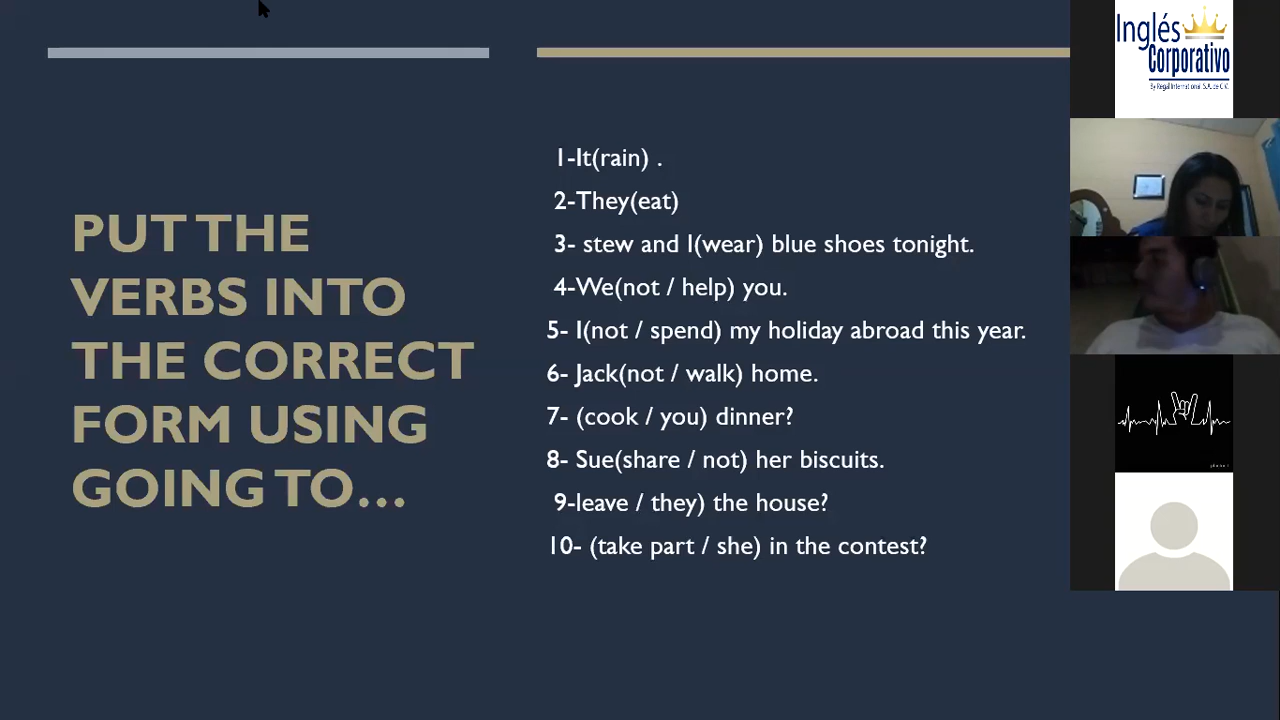 PUT THE
VERBS INTO
THE CORRECT
FORM USING
GOING TO…
1-It(rain) .
2-They(eat)
3- stew and I(wear) blue shoes tonight.
4-We(not / help) you.
5- I(not / spend) my holiday abroad this year.
6- Jack(not / walk) home.
7- (cook / you) dinner?
8- Sue(share / not) her biscuits.
9-leave / they) the house?
10- (take part / she) in the contest?
Inglés
Corporativo
By Regal International S.A. de C.V.